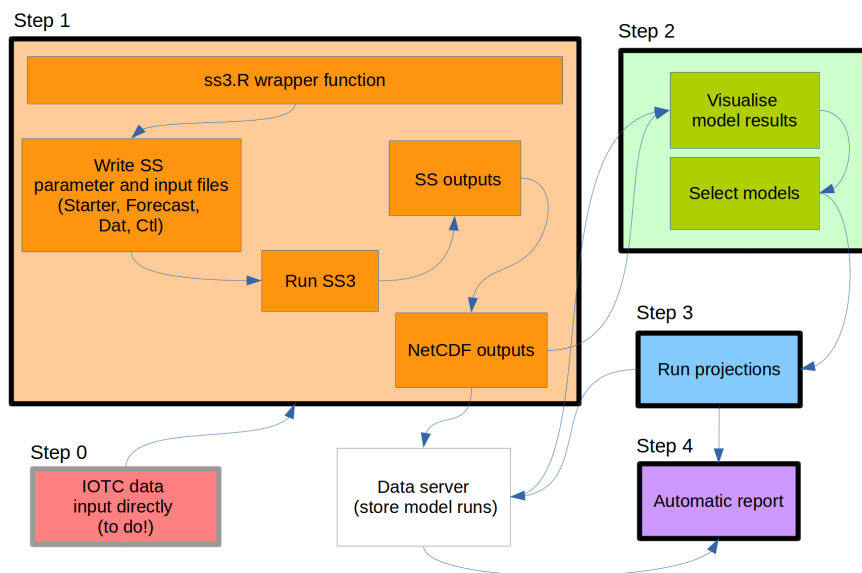 Step 1
ss3.R wrapper function
Write SS
parameter and input files
(Starter, Forecast,
Dat, Ctl)
SS outputs
Run SS3
NetCDF outputs
Step 2
Visualise
model results
Select models
Step 3
Run projections
Step 0
IOTC data
input directly
(to do!)
Data server
(store model runs)
Step 4
Automatic report